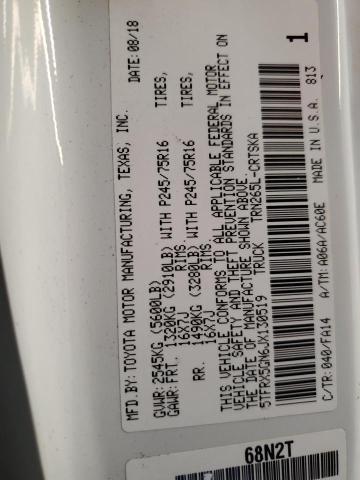 MFD.BY: TOYOTA MOTOR MANUFACTURING, TEXAS, INC.
DATE: 08/18
GVWR: 2545KG (5600LB)
GAWR: FRT. 1320KG (2910LB) WITH P245/75R16 TIRES,
16X7J RIMS.
RR. 1490KG (3280LB) WITH P245/75R16 TIRES,
16X7J RIMS.
THIS VEHICLE CONFORMS TO ALL APPLICABLE FEDERAL MOTOR
VEHICLE SAFETY AND THEFT PREVENTION STANDARDS IN EFFECT ON
THE DATE OF MANUFACTURE SHOWN ABOVE.
5TFRX5GN6JX130519 TRUCK TRN265L-CRTSKA
1
C/TR: 040/FA14 A/TM: A06A/AC60E MADE IN U.S.A. 813
68N2T